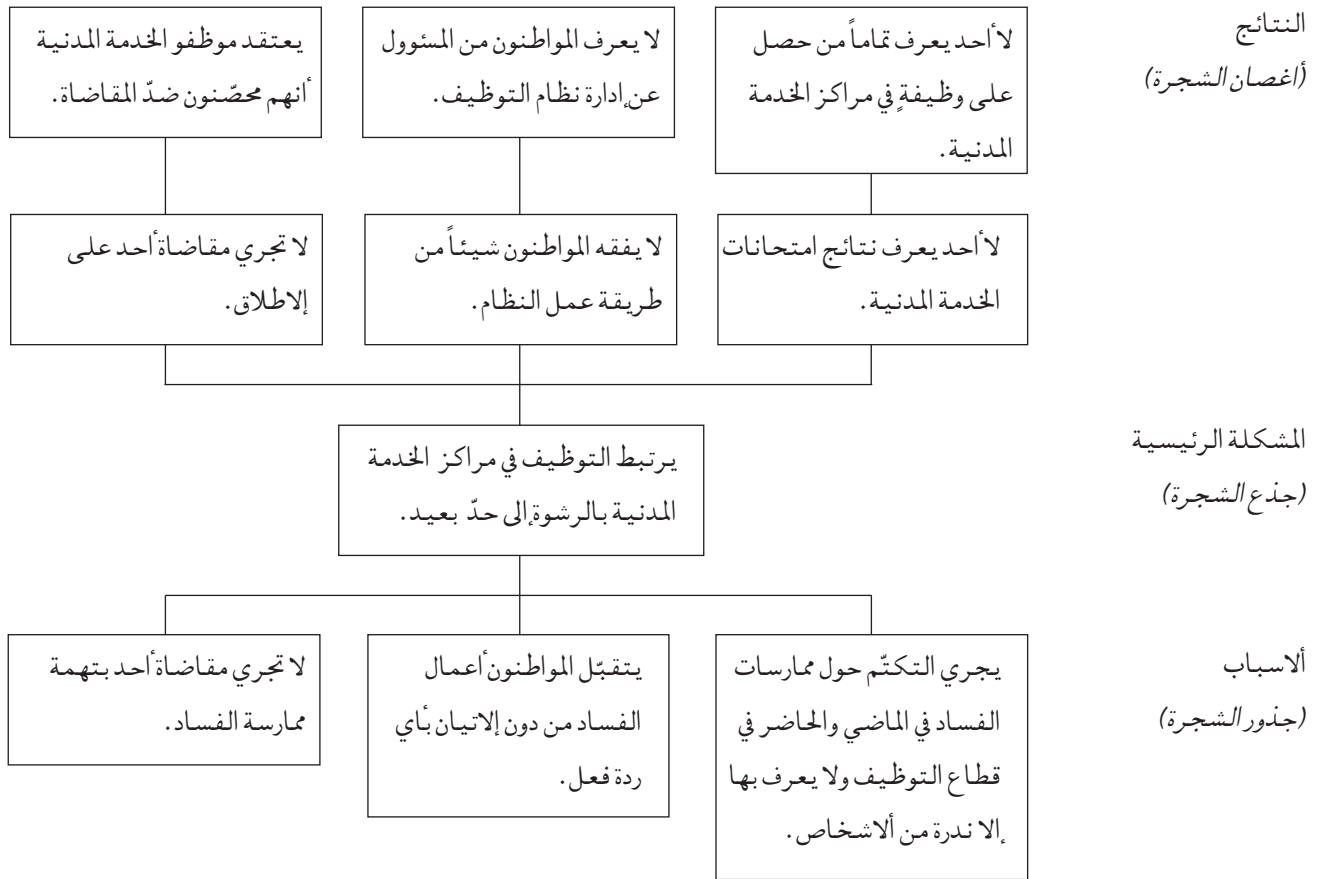 النتائج
(أغصان الشجرة)
لا أحد يعرف تماماً من حصل
على وظيفةٍ في مراكز الخدمة
المدنية.
لا يعرف المواطنون من المسؤول
عن إدارة نظام التوظيف.
يعتقد موظفو الخدمة المدنية
أنهم محصّنون ضدّ المقاضاة.
لا أحد يعرف نتائج امتحانات
الخدمة المدنية.
لا يفقه المواطنون شيئاً من
طريقة عمل النظام.
لا تجري مقاضاة أحد على
الإطلاق.
المشكلة الرئيسية
(جذع الشجرة)
يرتبط التوظيف في مراكز الخدمة
المدنية بالرشوة إلى حدّ بعيد.
الأسباب
(جذور الشجرة)
يجري التكتّم حول ممارسات
الفساد في الماضي والحاضر في
قطاع التوظيف ولا يعرف بها
إلا ندرة من الأشخاص.
يتقبّل المواطنون أعمال
الفساد من دون الإتيان بأي
ردة فعل.
لا تجري مقاضاة أحد بتهمة
ممارسة الفساد.